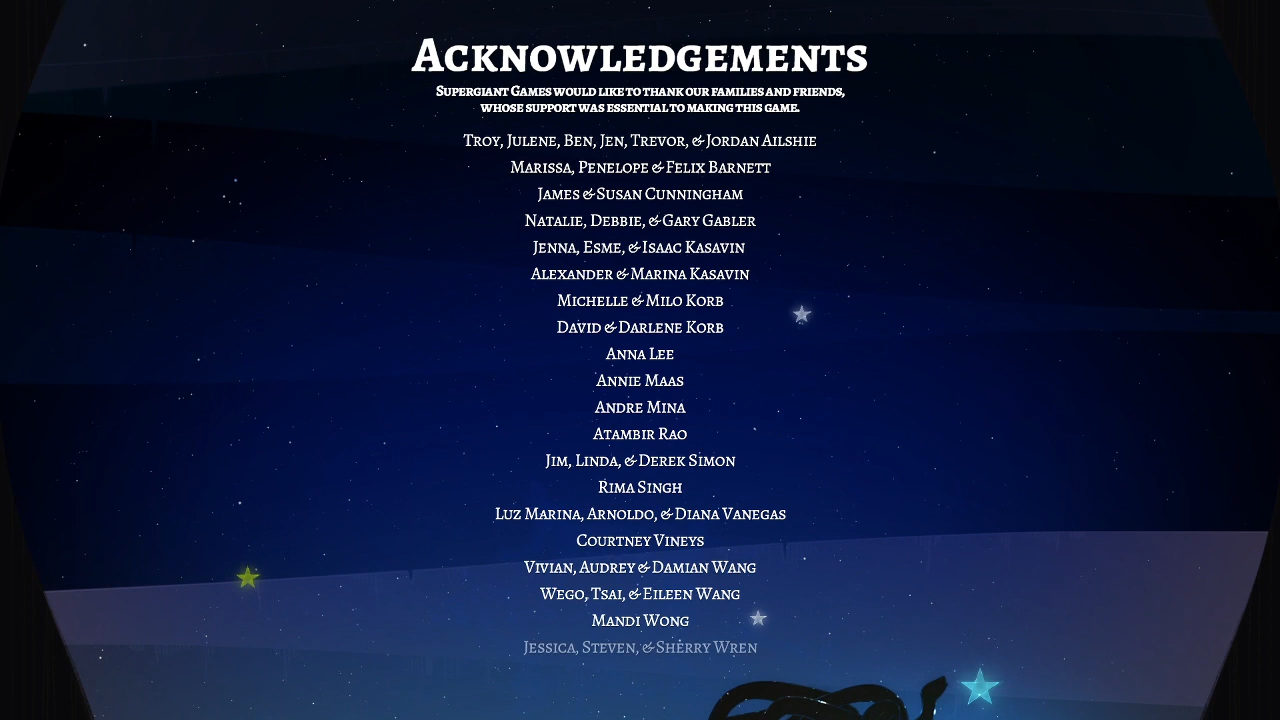 Acknowledgements
Supergiant Games would like to thank our families and friends,
whose support was essential to making this game.
Troy, Julene, Ben, Jen, Trevor, & Jordan Ailshie
Marissa, Penelope & Felix Barnett
James & Susan Cunningham
Natalie, Debbie, & Gary Gabler
Jenna, Esme, & Isaac Kasavin
Alexander & Marina Kasavin
Michelle & Milo Korb
David & Darlene Korb
Anna Lee
Annie Maas
Andre Mina
Atambir Rao
Jim, Linda, & Derek Simon
Rima Singh
Luz Marina, Arnoldo, & Diana Vanegas
Courtney Vineys
Vivian, Audrey & Damian Wang
Wego, Tsai, & Eileen Wang
Mandi Wong
Jessica, Steven, & Sherry Wren